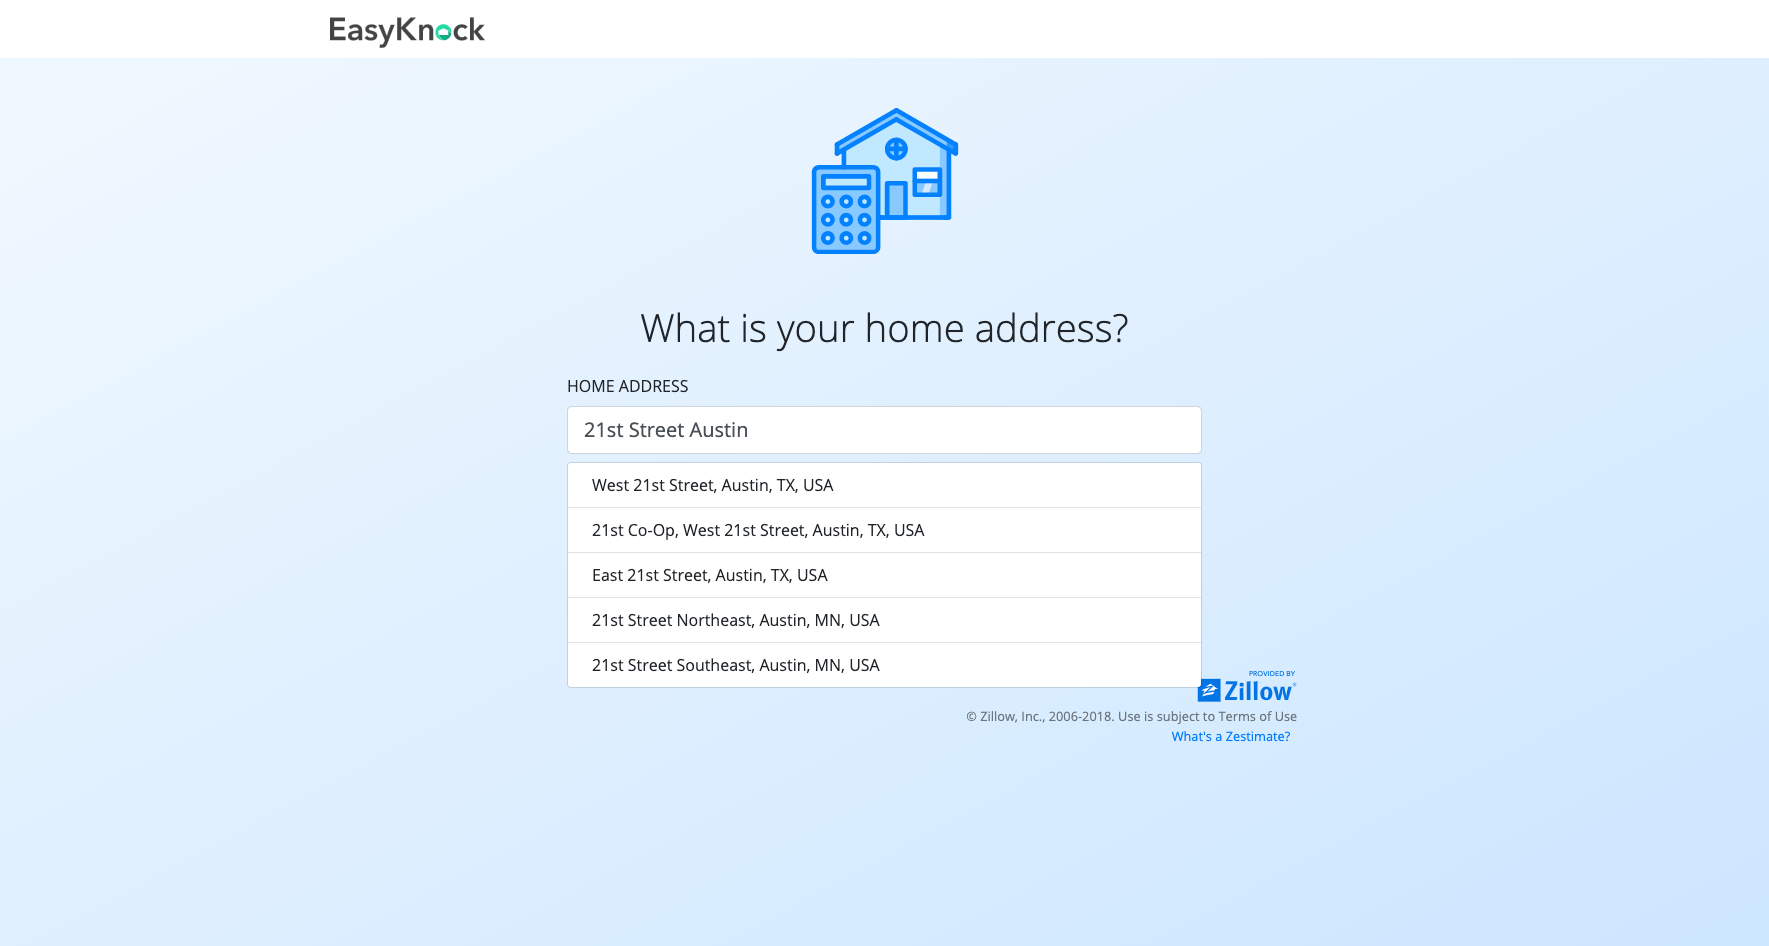 EasyKnock
What is your home address?
HOME ADDRESS
21st Street Austin
West 21st Street, Austin, TX, USA
21st Co-Op, West 21st Street, Austin, TX, USA
East 21st Street, Austin, TX, USA
21st Street Northeast, Austin, MN, USA
21st Street Southeast, Austin, MN, USA
PROVIDED BY
Zillow®
© Zillow, Inc., 2006-2018. Use is subject to Terms of Use
What's a Zestimate?